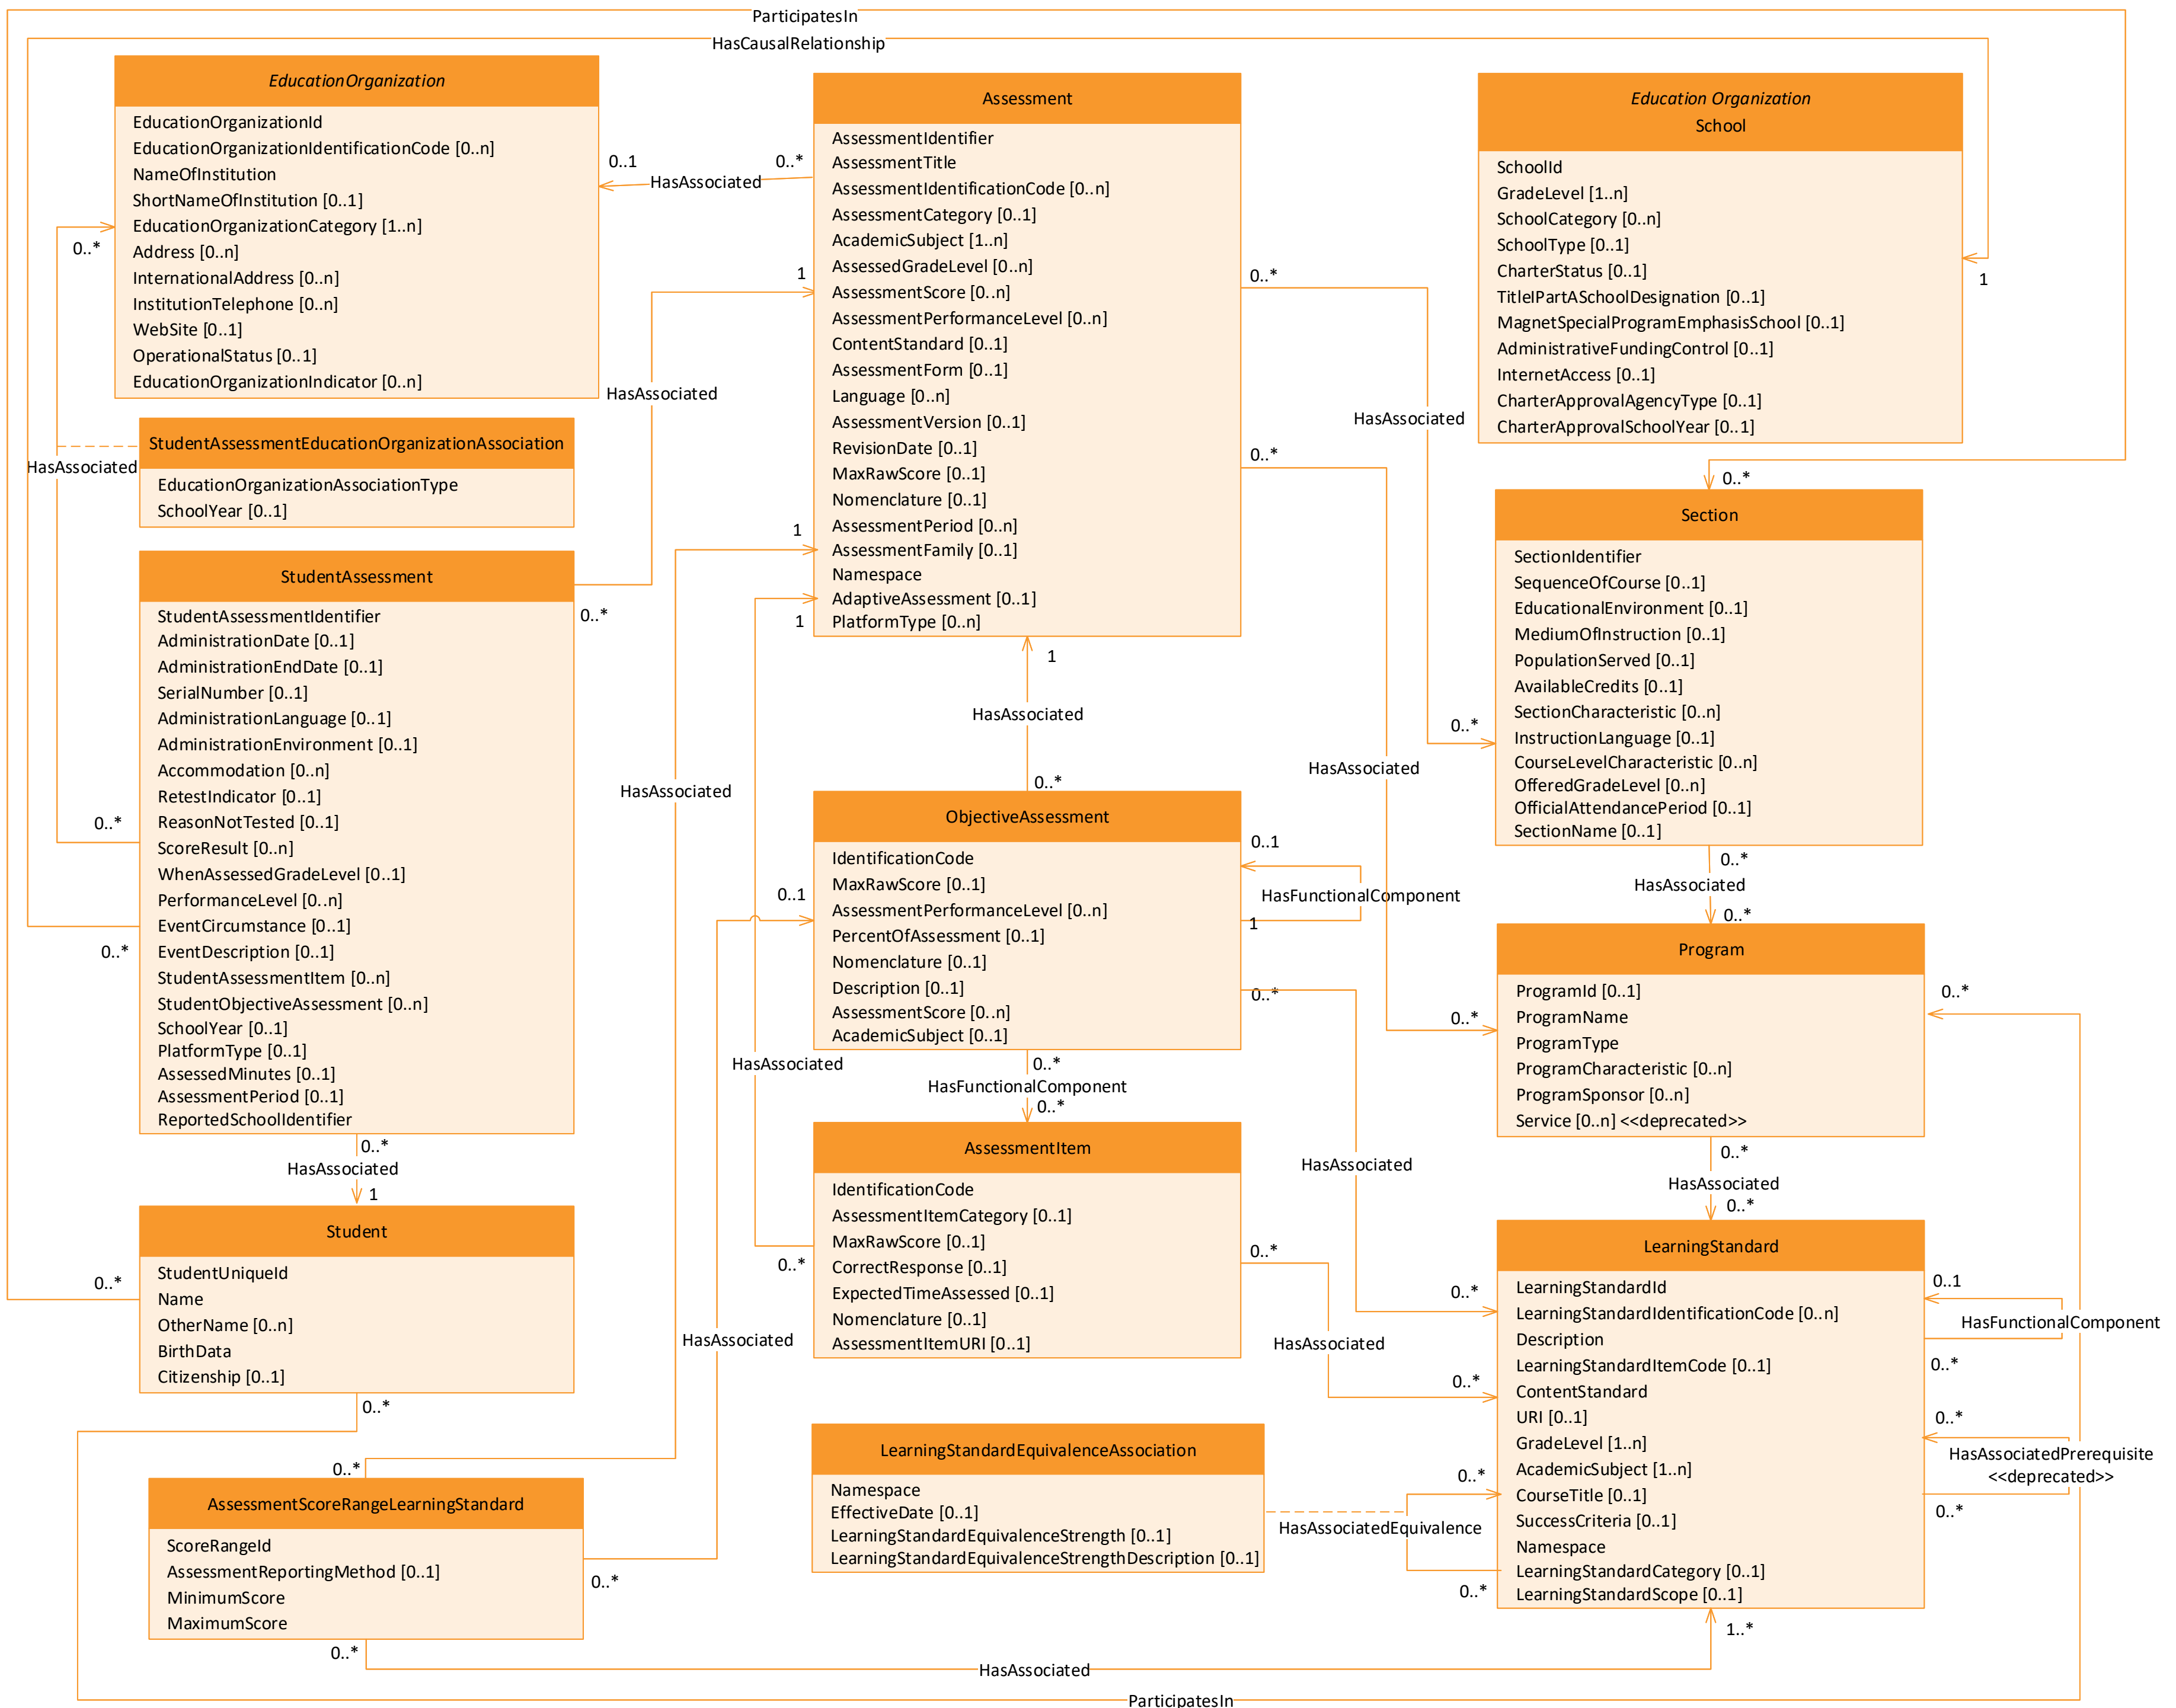 ParticipatesIn
HasCausalRelationship
EducationOrganization
EducationOrganizationId
EducationOrganizationIdentificationCode [0..n]
NameOfInstitution
ShortNameOfInstitution [0..1]
EducationOrganizationCategory [1..n]
Address [0..n]
InternationalAddress [0..n]
InstitutionTelephone [0..n]
WebSite [0..1]
OperationalStatus [0..1]
EducationOrganizationIndicator [0..n]
0..1
HasAssociated
0..*
0..*
HasAssociated
0..*
StudentAssessmentEducationOrganizationAssociation
EducationOrganizationAssociationType
SchoolYear [0..1]
StudentAssessment
StudentAssessmentIdentifier
AdministrationDate [0..1]
AdministrationEndDate [0..1]
SerialNumber [0..1]
AdministrationLanguage [0..1]
AdministrationEnvironment [0..1]
Accommodation [0..n]
RetestIndicator [0..1]
ReasonNotTested [0..1]
ScoreResult [0..n]
WhenAssessedGradeLevel [0..1]
PerformanceLevel [0..n]
EventCircumstance [0..1]
EventDescription [0..1]
StudentAssessmentItem [0..n]
StudentObjectiveAssessment [0..n]
SchoolYear [0..1]
PlatformType [0..1]
AssessedMinutes [0..1]
AssessmentPeriod [0..1]
ReportedSchoolIdentifier
0..*
0..*
HasAssociated
1
0..*
HasAssociated
1
Student
StudentUniqueId
Name
OtherName [0..n]
BirthData
Citizenship [0..1]
0..*
0..*
0..*
AssessmentScoreRangeLearningStandard
ScoreRangeId
AssessmentReportingMethod [0..1]
MinimumScore
MaximumScore
0..*
0..*
HasAssociated
1
HasAssociated
0..1
Assessment
AssessmentIdentifier
AssessmentTitle
AssessmentIdentificationCode [0..n]
AssessmentCategory [0..1]
AcademicSubject [1..n]
AssessedGradeLevel [0..n]
AssessmentScore [0..n]
AssessmentPerformanceLevel [0..n]
ContentStandard [0..1]
AssessmentForm [0..1]
Language [0..n]
AssessmentVersion [0..1]
RevisionDate [0..1]
MaxRawScore [0..1]
Nomenclature [0..1]
AssessmentPeriod [0..n]
AssessmentFamily [0..1]
Namespace
AdaptiveAssessment [0..1]
PlatformType [0..n]
1
HasAssociated
0..*
1
HasAssociated
0..*
ObjectiveAssessment
IdentificationCode
MaxRawScore [0..1]
AssessmentPerformanceLevel [0..n]
PercentOfAssessment [0..1]
Nomenclature [0..1]
Description [0..1]
AssessmentScore [0..n]
AcademicSubject [0..1]
0..1
HasFunctionalComponent
1
0..*
0..*
HasFunctionalComponent
0..*
AssessmentItem
IdentificationCode
AssessmentItemCategory [0..1]
MaxRawScore [0..1]
CorrectResponse [0..1]
ExpectedTimeAssessed [0..1]
Nomenclature [0..1]
AssessmentItemURI [0..1]
0..*
LearningStandardEquivalenceAssociation
Namespace
EffectiveDate [0..1]
LearningStandardEquivalenceStrength [0..1]
LearningStandardEquivalenceStrengthDescription [0..1]
0..*
HasAssociated
0..*
0..*
HasAssociated
0..*
HasAssociated
0..*
HasAssociated
0..*
0..*
HasAssociatedEquivalence
0..*
Education Organization
School
SchoolId
GradeLevel [1..n]
SchoolCategory [0..n]
SchoolType [0..1]
CharterStatus [0..1]
TitleIPartASchoolDesignation [0..1]
MagnetSpecialProgramEmphasisSchool [0..1]
AdministrativeFundingControl [0..1]
InternetAccess [0..1]
CharterApprovalAgencyType [0..1]
CharterApprovalSchoolYear [0..1]
1
0..*
Section
SectionIdentifier
SequenceOfCourse [0..1]
EducationalEnvironment [0..1]
MediumOfInstruction [0..1]
PopulationServed [0..1]
AvailableCredits [0..1]
SectionCharacteristic [0..n]
InstructionLanguage [0..1]
CourseLevelCharacteristic [0..n]
OfferedGradeLevel [0..n]
OfficialAttendancePeriod [0..1]
SectionName [0..1]
0..*
HasAssociated
0..*
Program
ProgramId [0..1]
ProgramName
ProgramType
ProgramCharacteristic [0..n]
ProgramSponsor [0..n]
Service [0..n] <<deprecated>>
0..*
0..*
HasAssociated
0..*
LearningStandard
LearningStandardId
LearningStandardIdentificationCode [0..n]
Description
LearningStandardItemCode [0..1]
ContentStandard
URI [0..1]
GradeLevel [1..n]
AcademicSubject [1..n]
CourseTitle [0..1]
SuccessCriteria [0..1]
Namespace
LearningStandardCategory [0..1]
LearningStandardScope [0..1]
0..1
HasFunctionalComponent
0..*
0..*
HasAssociatedPrerequisite
<<deprecated>>
0..*
1..*
HasAssociated
ParticipatesIn